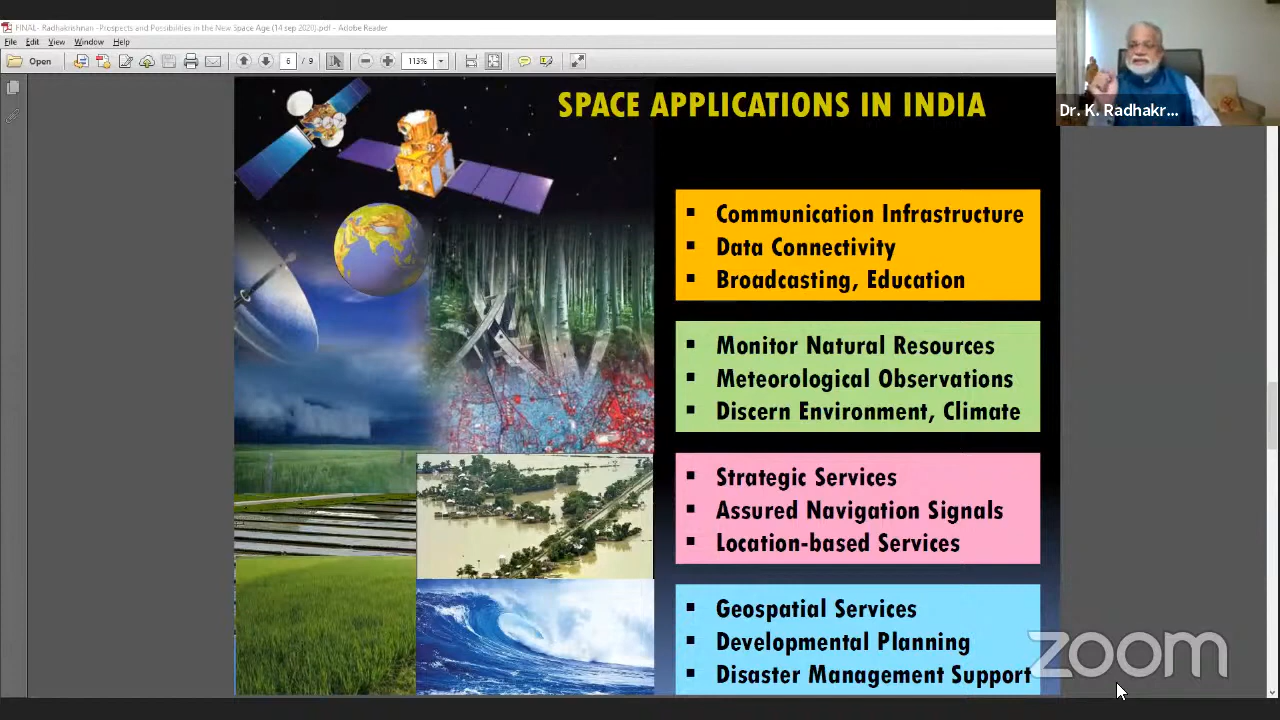 FINAL- Radhakrishnan -Prospects and Possibilities in the New Space Age (14 sep 2020).pdf - Adobe Reader
File Edit View Window Help
Open 6 / 9 113%
SPACE APPLICATIONS IN INDIA
Dr. K. Radhakr...
▪ Communication Infrastructure
▪ Data Connectivity
▪ Broadcasting, Education
▪ Monitor Natural Resources
▪ Meteorological Observations
▪ Discern Environment, Climate
▪ Strategic Services
▪ Assured Navigation Signals
▪ Location-based Services
▪ Geospatial Services
▪ Developmental Planning
▪ Disaster Management Support
zoom